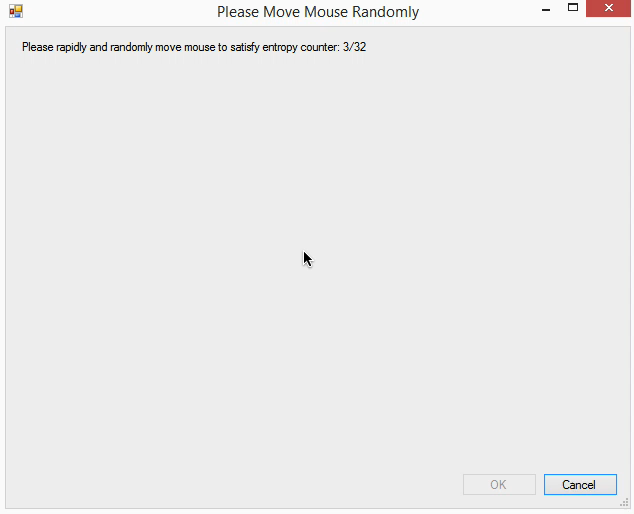 Please Move Mouse Randomly
Please rapidly and randomly move mouse to satisfy entropy counter: 3/32
OK
Cancel